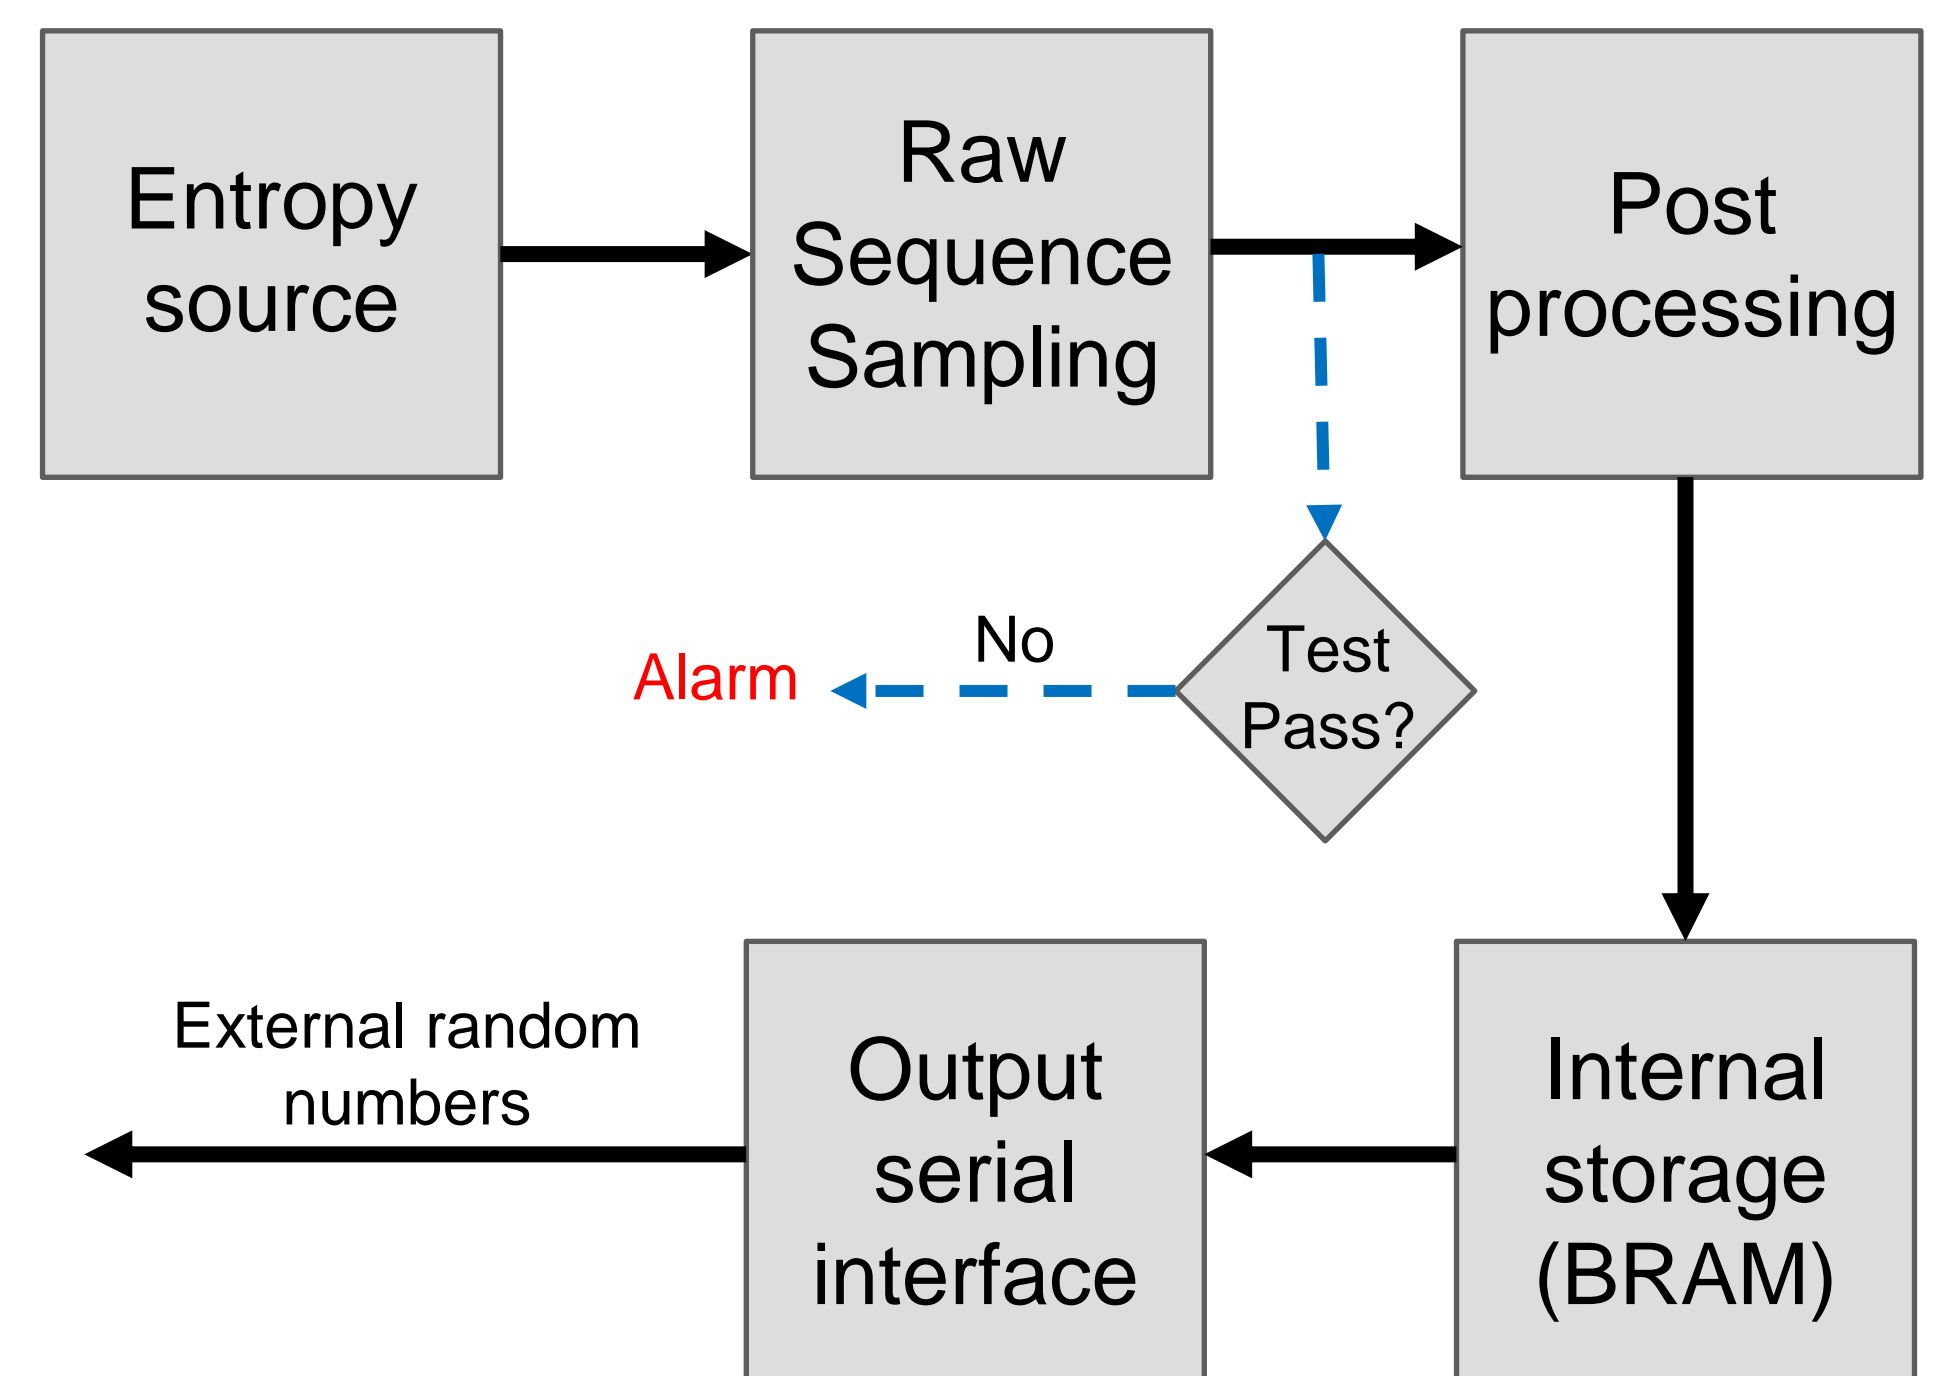 Entropy
source
Raw
Sequence
Sampling
Post
processing
Test
Pass?
No
Alarm
External random
numbers
Output
serial
interface
Internal
storage
(BRAM)